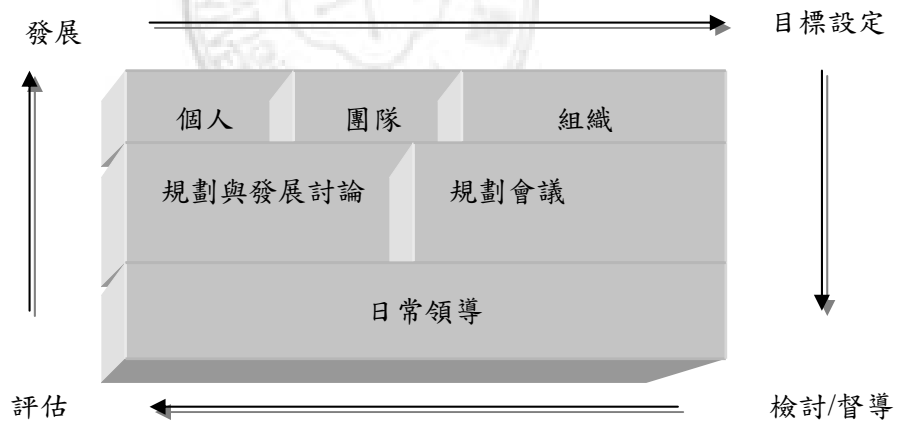 發展
目標設定
個人
團隊
組織
規劃與發展討論
規劃會議
日常領導
評估
檢討/督導